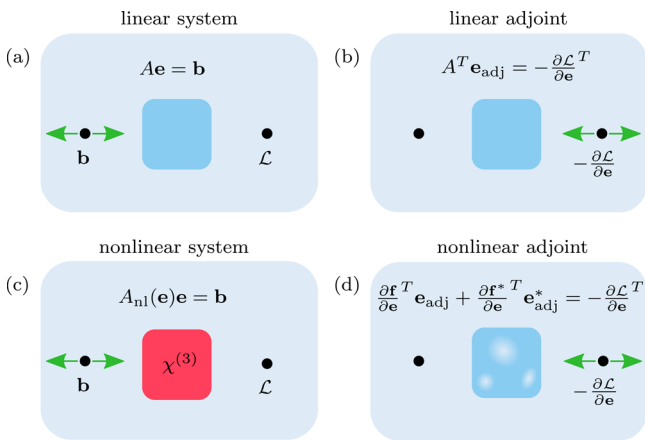 linear system
(a)
A𝐞 = 𝐛
𝐛
ℒ
linear adjoint
(b)
A^T 𝐞_adj = −∂ℒ/∂𝐞^T
−∂ℒ/∂𝐞
nonlinear system
(c)
A_nl(𝐞)𝐞 = 𝐛
χ^(3)
𝐛
ℒ
nonlinear adjoint
(d)
∂𝐟/∂𝐞^T 𝐞_adj + ∂𝐟*/∂𝐞^T 𝐞*_adj = −∂ℒ/∂𝐞^T
−∂ℒ/∂𝐞